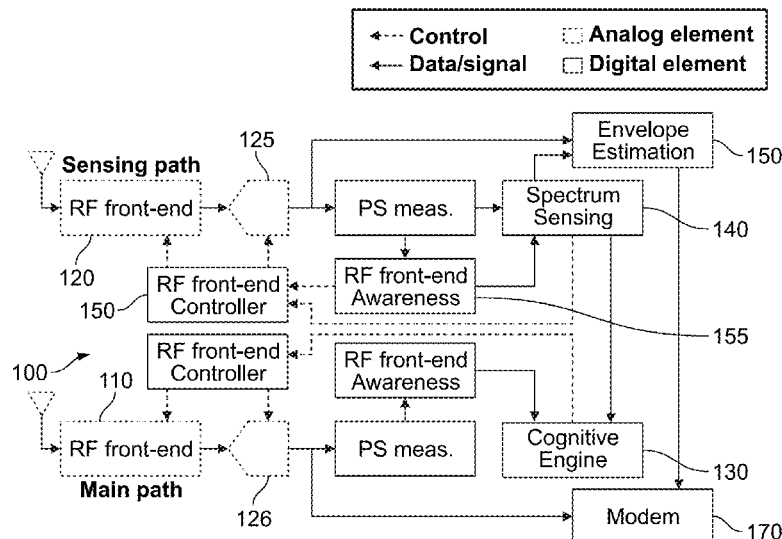 Control
Analog element
Data/signal
Digital element
Sensing path
125
Envelope
Estimation
150
RF front-end
PS meas.
Spectrum
Sensing
140
120
RF front-end
Controller
RF front-end
Awareness
150
155
RF front-end
Controller
100
110
RF front-end
Awareness
RF front-end
PS meas.
Cognitive
Engine
130
Main path
126
Modem
170